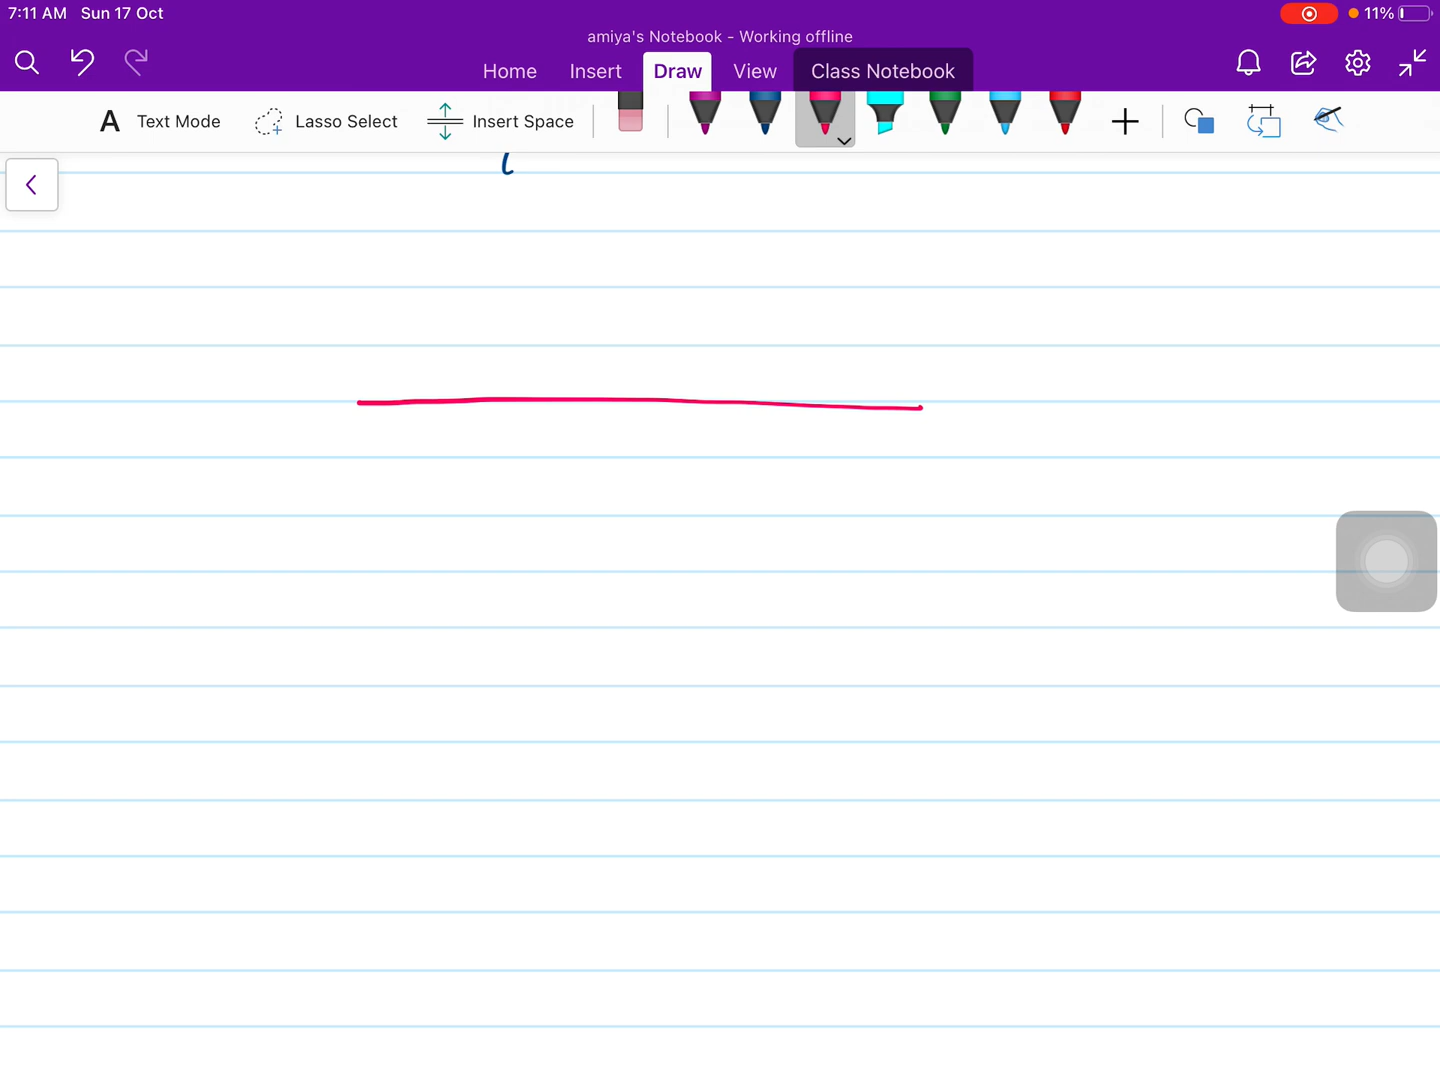 7:11 AM Sun 17 Oct 11%
amiya's Notebook - Working offline
Home Insert Draw View Class Notebook
A Text Mode Lasso Select Insert Space